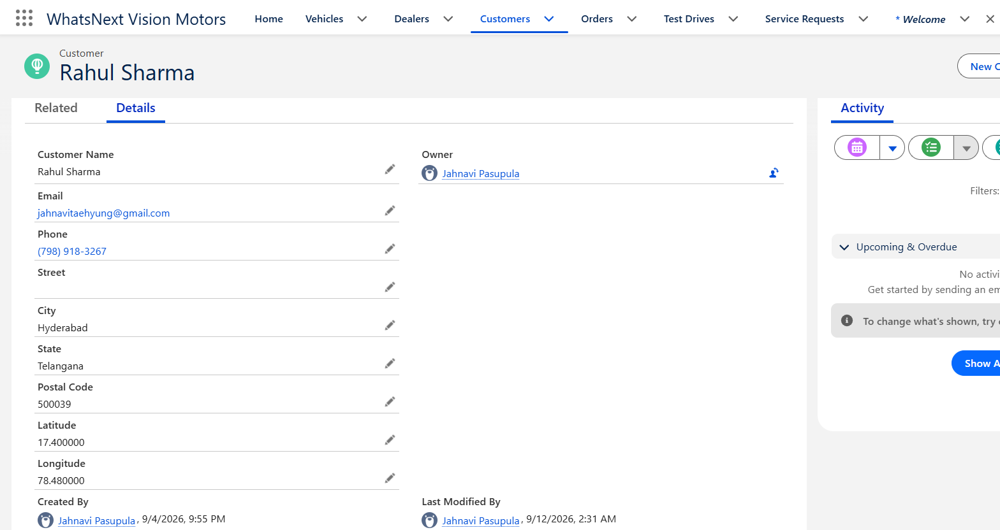 WhatsNext Vision Motors
Home
Vehicles
Dealers
Customers
Orders
Test Drives
Service Requests
* Welcome
Customer
Rahul Sharma
New C
Related
Details
Customer Name
Rahul Sharma
Owner
Jahnavi Pasupula
Email
jahnavitaehyung@gmail.com
Phone
(798) 918-3267
Street
City
Hyderabad
State
Telangana
Postal Code
500039
Latitude
17.400000
Longitude
78.480000
Created By
Jahnavi Pasupula, 9/4/2026, 9:55 PM
Last Modified By
Jahnavi Pasupula, 9/12/2026, 2:31 AM
Activity
Filters:
Upcoming & Overdue
No activi
Get started by sending an em
To change what's shown, try
Show A